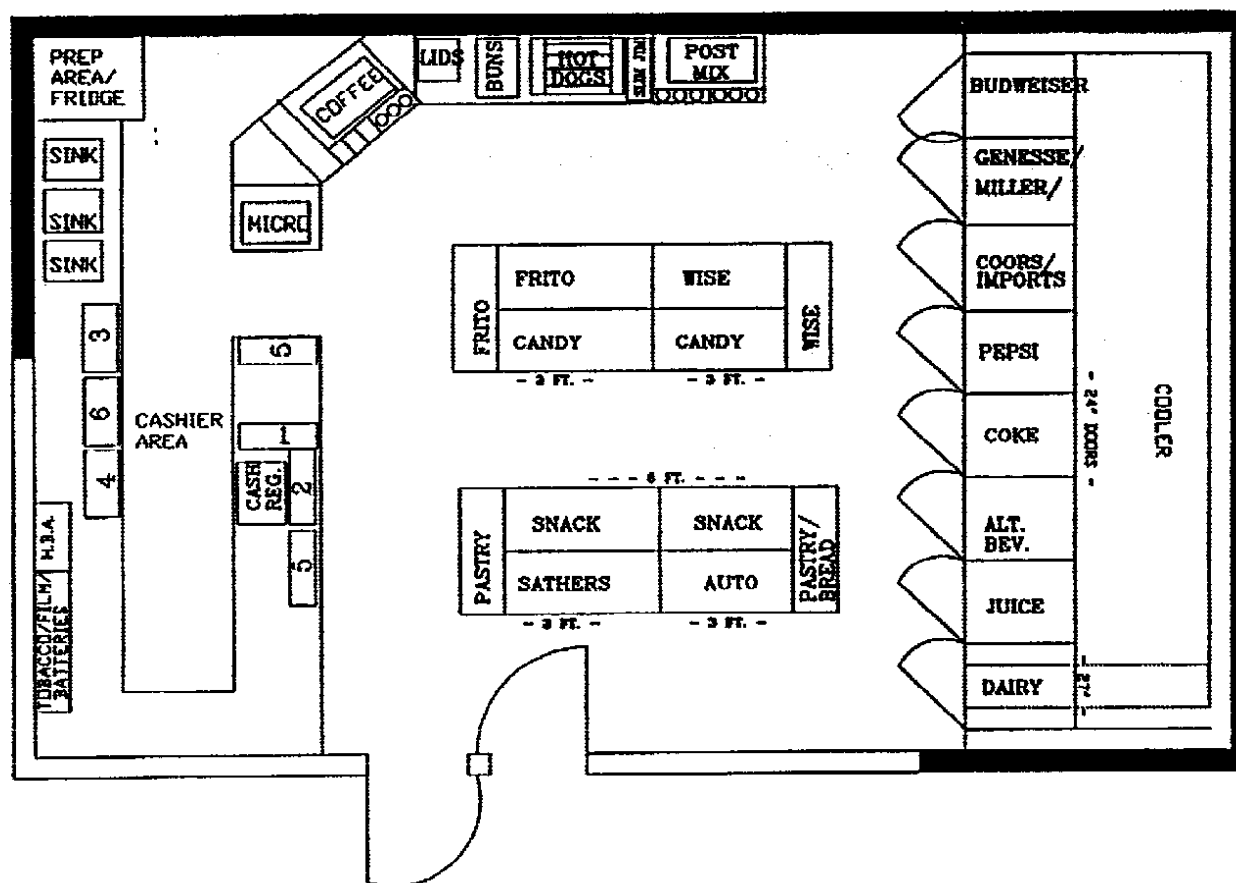 PREP
AREA/
FRIDGE
COFFEE
LIDS
BUNS
HOT
DOGS
SLIM JIM
POST
MIX
BUDWEISER
SINK
SINK
SINK
MICRO
GENESSE/
MILLER/
COORS/
IMPORTS
PEPSI
COKE
ALT.
BEV.
JUICE
DAIRY
- 24" DOORS -
- 27" -
COOLER
FRITO
FRITO
WISE
CANDY
CANDY
WISE
- 3 FT. -
- 3 FT. -
3
6
4
CASHIER
AREA
5
1
CASH
REG.
2
5
H.B.A.
TOBACCO/FILM/
BATTERIES
- - - 6 FT. - - -
PASTRY
SNACK
SNACK
SATHERS
AUTO
PASTRY/
BREAD
- 3 FT. -
- 3 FT. -